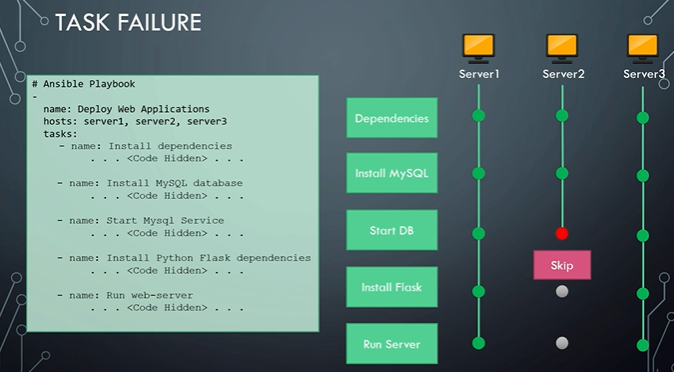 TASK FAILURE
# Ansible Playbook
-
name: Deploy Web Applications
hosts: server1, server2, server3
tasks:
- name: Install dependencies
. . . <Code Hidden> . . .
- name: Install MySQL database
. . . <Code Hidden> . . .
- name: Start Mysql Service
. . . <Code Hidden> . . .
- name: Install Python Flask dependencies
. . . <Code Hidden> . . .
- name: Run web-server
. . . <Code Hidden> . . .
Server1
Server2
Server3
Dependencies
Install MySQL
Start DB
Skip
Install Flask
Run Server